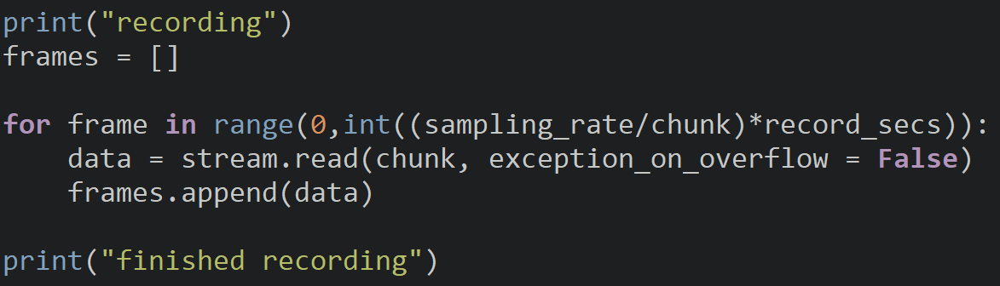 print("recording")
frames = []
for frame in range(0,int((sampling_rate/chunk)*record_secs)):
    data = stream.read(chunk, exception_on_overflow = False)
    frames.append(data)
print("finished recording")